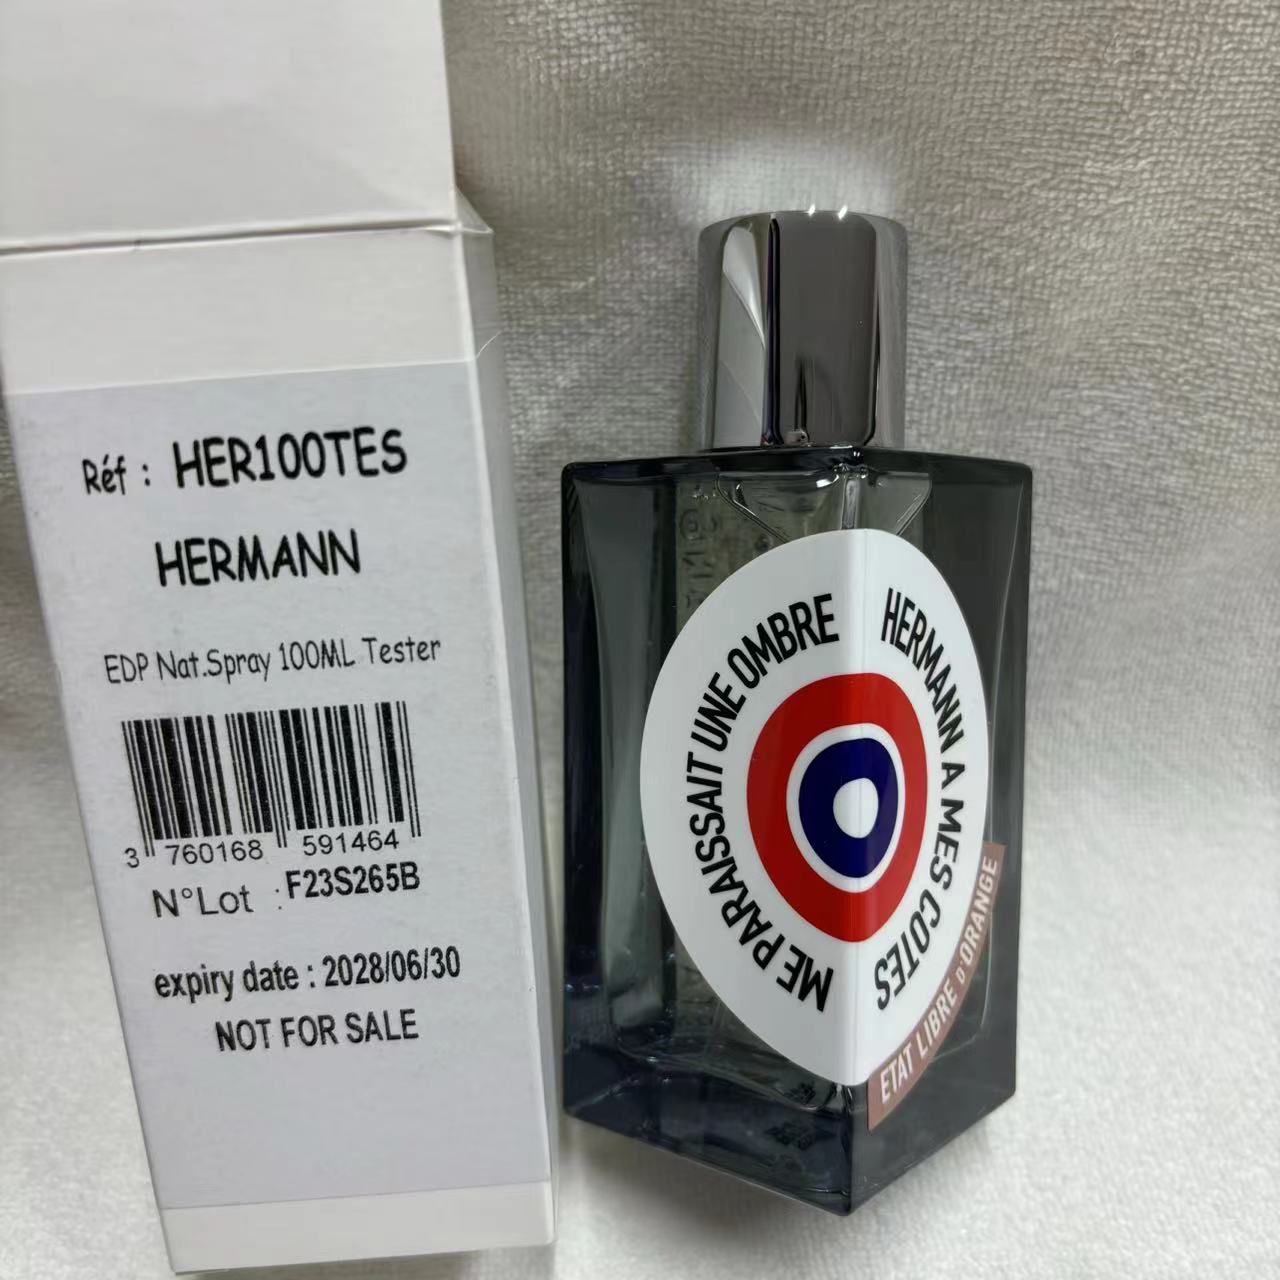 Réf : HER100TES
HERMANN
EDP Nat.Spray 100ML Tester
3 760168 591464
N°Lot : F23S265B
expiry date : 2028/06/30
NOT FOR SALE
HERMANN A MES COTES
ME PARAISSAIT UNE OMBRE
ETAT LIBRE D'ORANGE